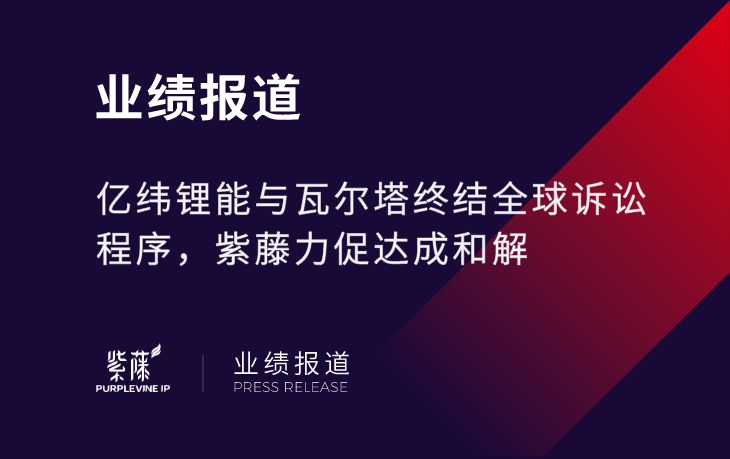 业绩报道
亿纬锂能与瓦尔塔终结全球诉讼
程序，紫藤力促达成和解
紫藤
PURPLEVINE IP
业绩报道
PRESS RELEASE